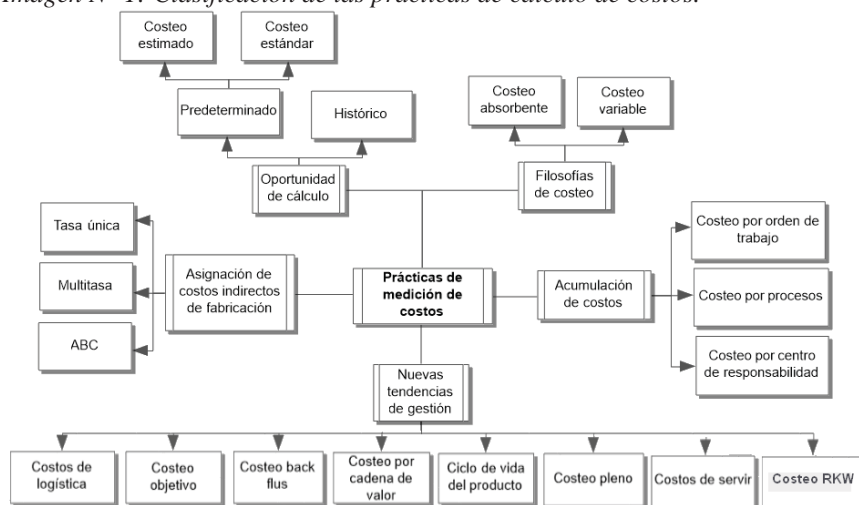 Imagen N° 1: Clasificación de las prácticas de cálculo de costos.
Costeo
estimado
Costeo
estándar
Predeterminado
Histórico
Costeo
absorbente
Costeo
variable
Oportunidad
de cálculo
Filosofías
de costeo
Tasa única
Multitasa
ABC
Asignación de
costos indirectos
de fabricación
Prácticas de
medición de
costos
Acumulación
de costos
Costeo por orden de
trabajo
Costeo por procesos
Costeo por centro
de responsabilidad
Nuevas
tendencias
de gestión
Costos de
logística
Costeo
objetivo
Costeo back
flus
Costeo por
cadena de
valor
Ciclo de vida
del producto
Costeo pleno
Costos de servir
Costeo RKW